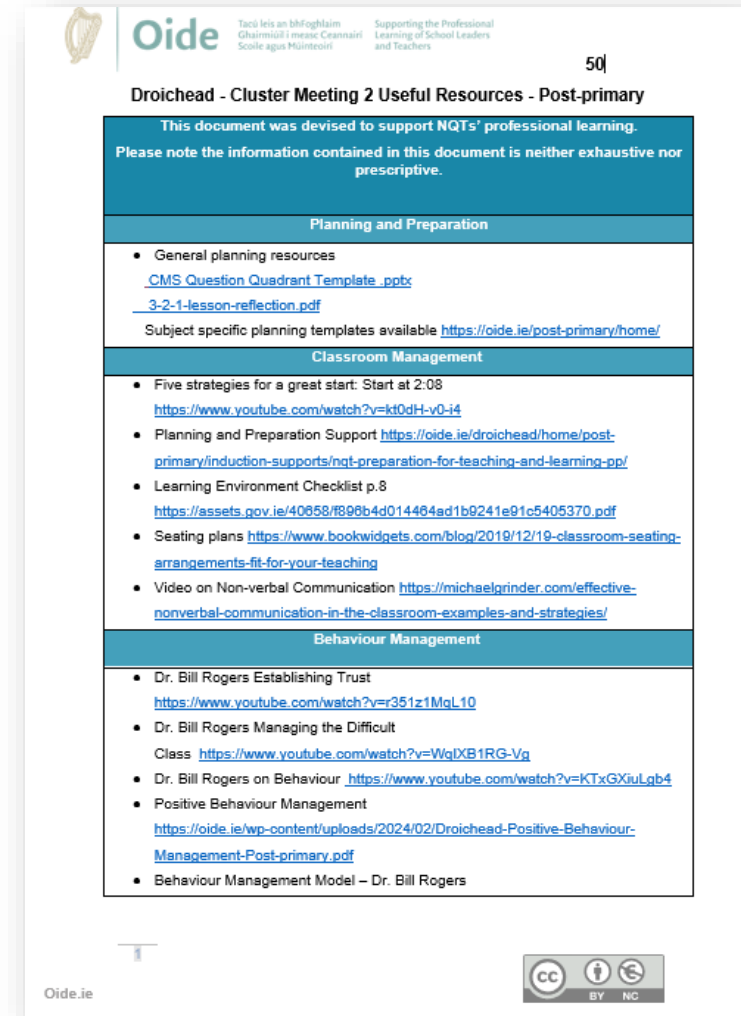 Oide
Tacú leis an bhFoghlaim
Ghairmiúil i measc Ceannairí
Scoile agus Múinteoirí
Supporting the Professional
Learning of School Leaders
and Teachers
50
Droichead - Cluster Meeting 2 Useful Resources - Post-primary
This document was devised to support NQTs' professional learning.
Please note the information contained in this document is neither exhaustive nor
prescriptive.
Planning and Preparation
● General planning resources
CMS Question Quadrant Template .pptx
3-2-1-lesson-reflection.pdf
Subject specific planning templates available https://oide.ie/post-primary/home/
Classroom Management
● Five strategies for a great start: Start at 2:08
https://www.youtube.com/watch?v=kt0dH-v0-i4
● Planning and Preparation Support https://oide.ie/droichead/home/post-
primary/induction-supports/nqt-preparation-for-teaching-and-learning-pp/
● Learning Environment Checklist p.8
https://assets.gov.ie/40658/f896b4d014464ad1b9241e91c5405370.pdf
● Seating plans https://www.bookwidgets.com/blog/2019/12/19-classroom-seating-
arrangements-fit-for-your-teaching
● Video on Non-verbal Communication https://michaelgrinder.com/effective-
nonverbal-communication-in-the-classroom-examples-and-strategies/
Behaviour Management
● Dr. Bill Rogers Establishing Trust
https://www.youtube.com/watch?v=r351z1MqL10
● Dr. Bill Rogers Managing the Difficult
Class https://www.youtube.com/watch?v=WqIXB1RG-Vg
● Dr. Bill Rogers on Behaviour https://www.youtube.com/watch?v=KTxGXiuLgb4
● Positive Behaviour Management
https://oide.ie/wp-content/uploads/2024/02/Droichead-Positive-Behaviour-
Management-Post-primary.pdf
● Behaviour Management Model – Dr. Bill Rogers
1
Oide.ie
CC
BY NC